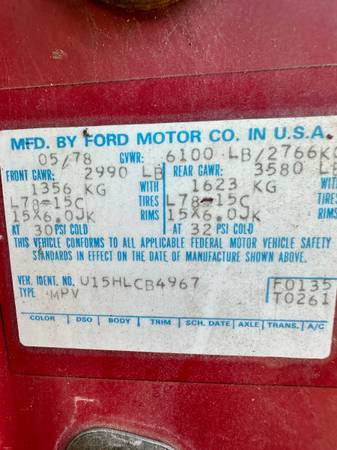 MFD. BY FORD MOTOR CO. IN U.S.A.
05/78 GVWR: 6100 LB/2766KG
FRONT GAWR: 2990 LB REAR GAWR: 3580 LB
1356 KG WITH 1623 KG WITH
L78-15C TIRES L78-15C TIRES
15X6.0JK RIMS 15X6.0JK RIMS
AT 30 PSI COLD AT 32 PSI COLD
THIS VEHICLE CONFORMS TO ALL APPLICABLE FEDERAL MOTOR VEHICLE SAFETY
STANDARDS IN EFFECT ON THE DATE OF MANUFACTURE SHOWN ABOVE.
VEH. IDENT. NO. U15HLCB4967 F0135
TYPE MPV T0261
COLOR DSO BODY TRIM SCH. DATE AXLE TRANS. A/C